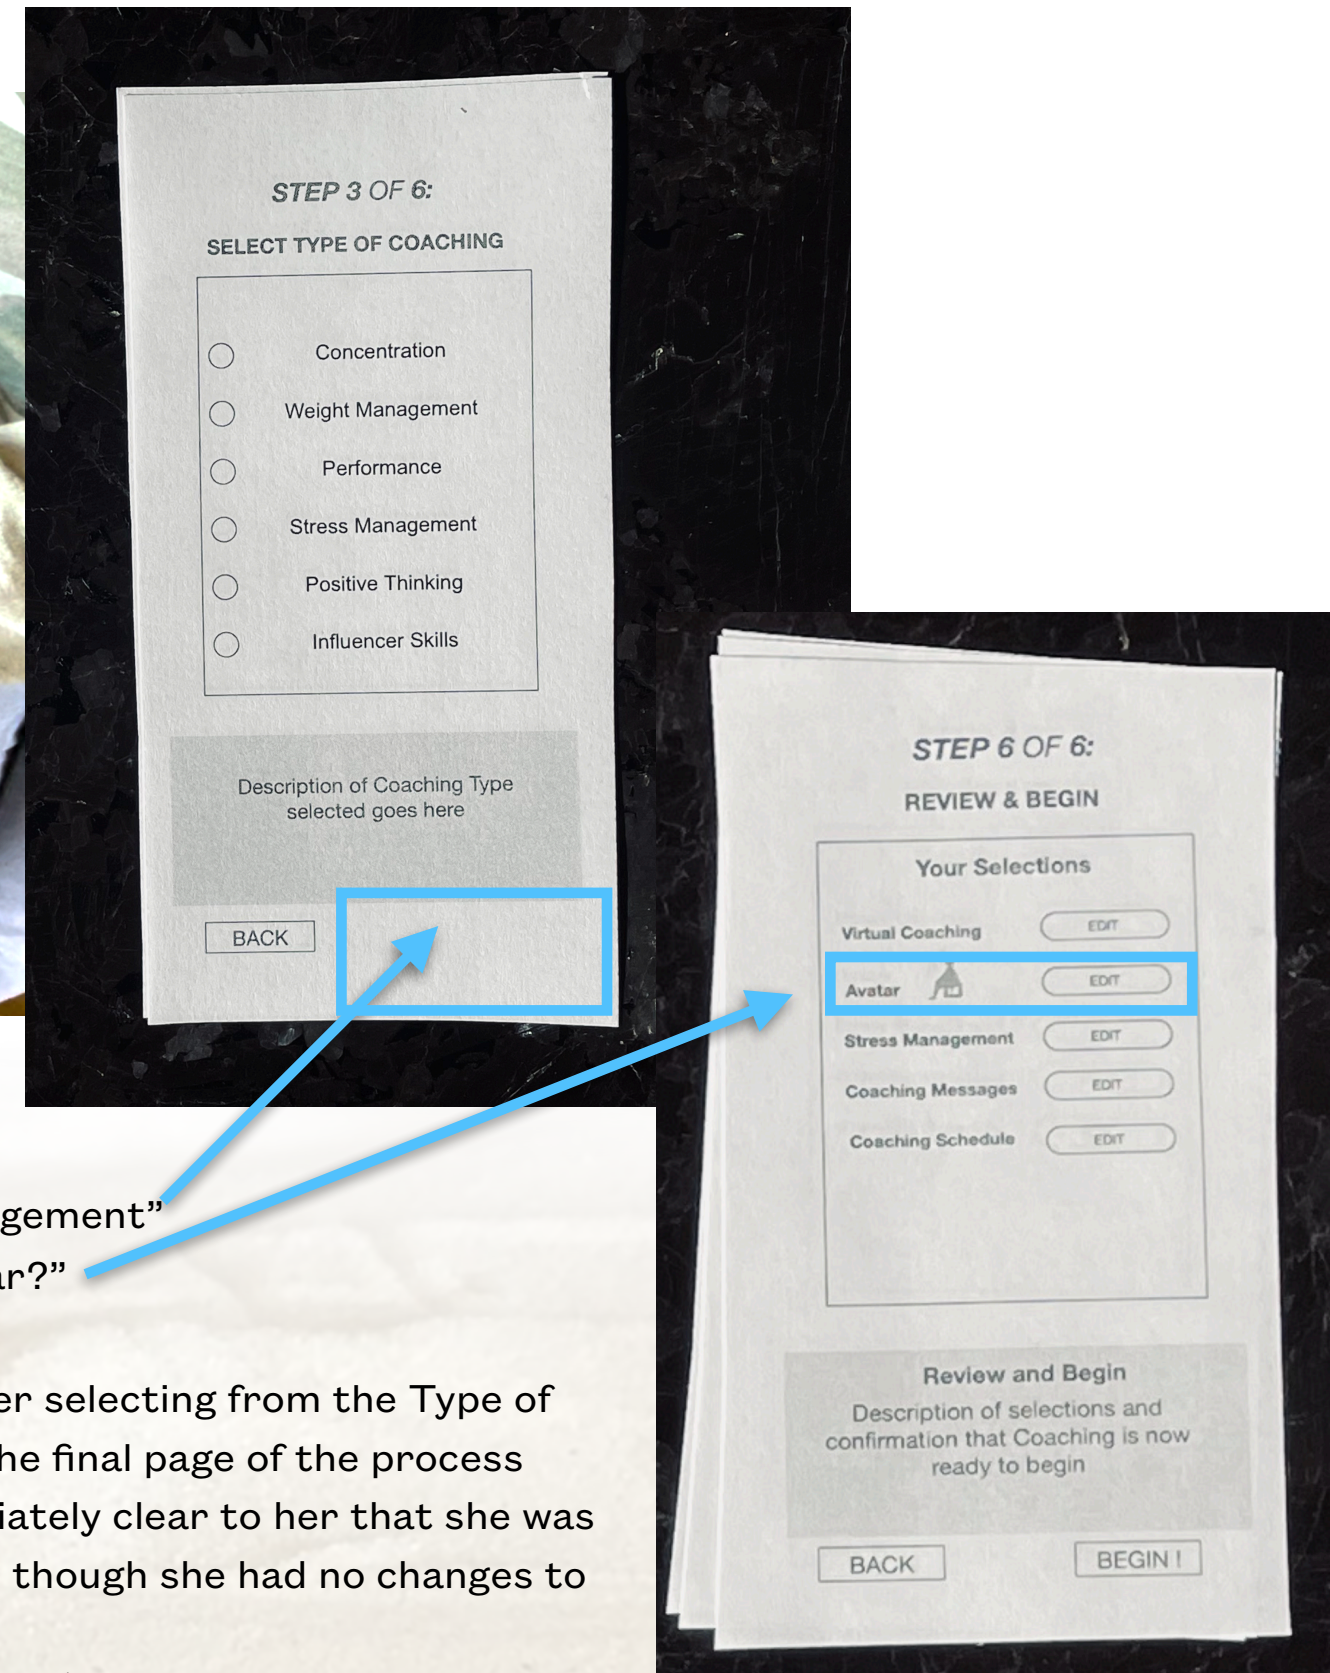 STEP 3 OF 6:
SELECT TYPE OF COACHING
Concentration
Weight Management
Performance
Stress Management
Positive Thinking
Influencer Skills
Description of Coaching Type
selected goes here
BACK
STEP 6 OF 6:
REVIEW & BEGIN
Your Selections
Virtual Coaching EDIT
Avatar EDIT
Stress Management EDIT
Coaching Messages EDIT
Coaching Schedule EDIT
Review and Begin
Description of selections and
confirmation that Coaching is now
ready to begin
BACK BEGIN !
gement”
ar?”
er selecting from the Type of
he final page of the process
iately clear to her that she was
though she had no changes to